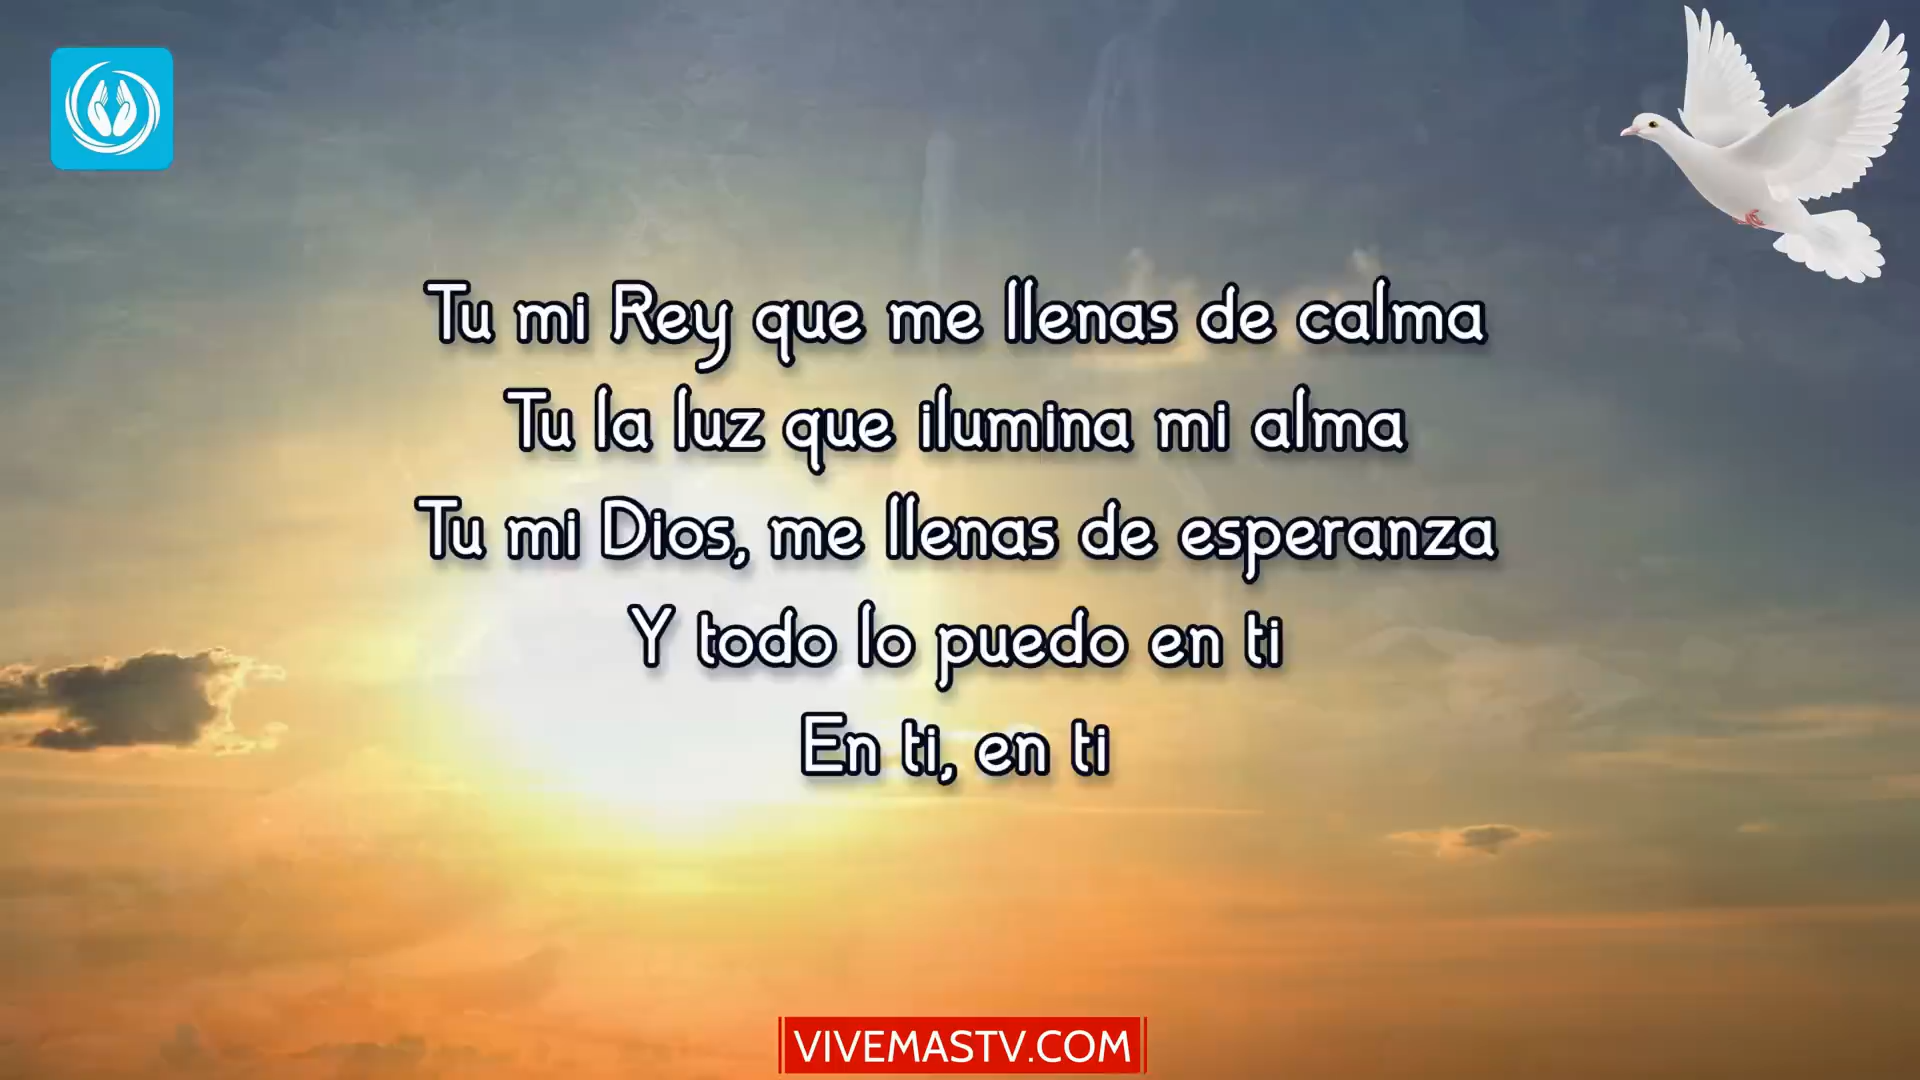 Tu mi Rey que me llenas de calma
Tu la luz que ilumina mi alma
Tu mi Dios, me llenas de esperanza
Y todo lo puedo en ti
En ti, en ti
VIVEMASTV.COM